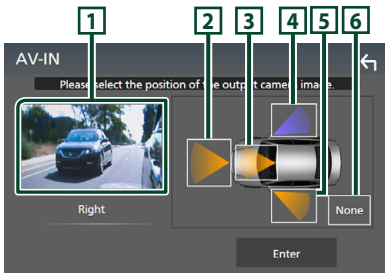 1 2 3 4 5 6
AV-IN
Please select the position of the output camera image.
Right
None
Enter